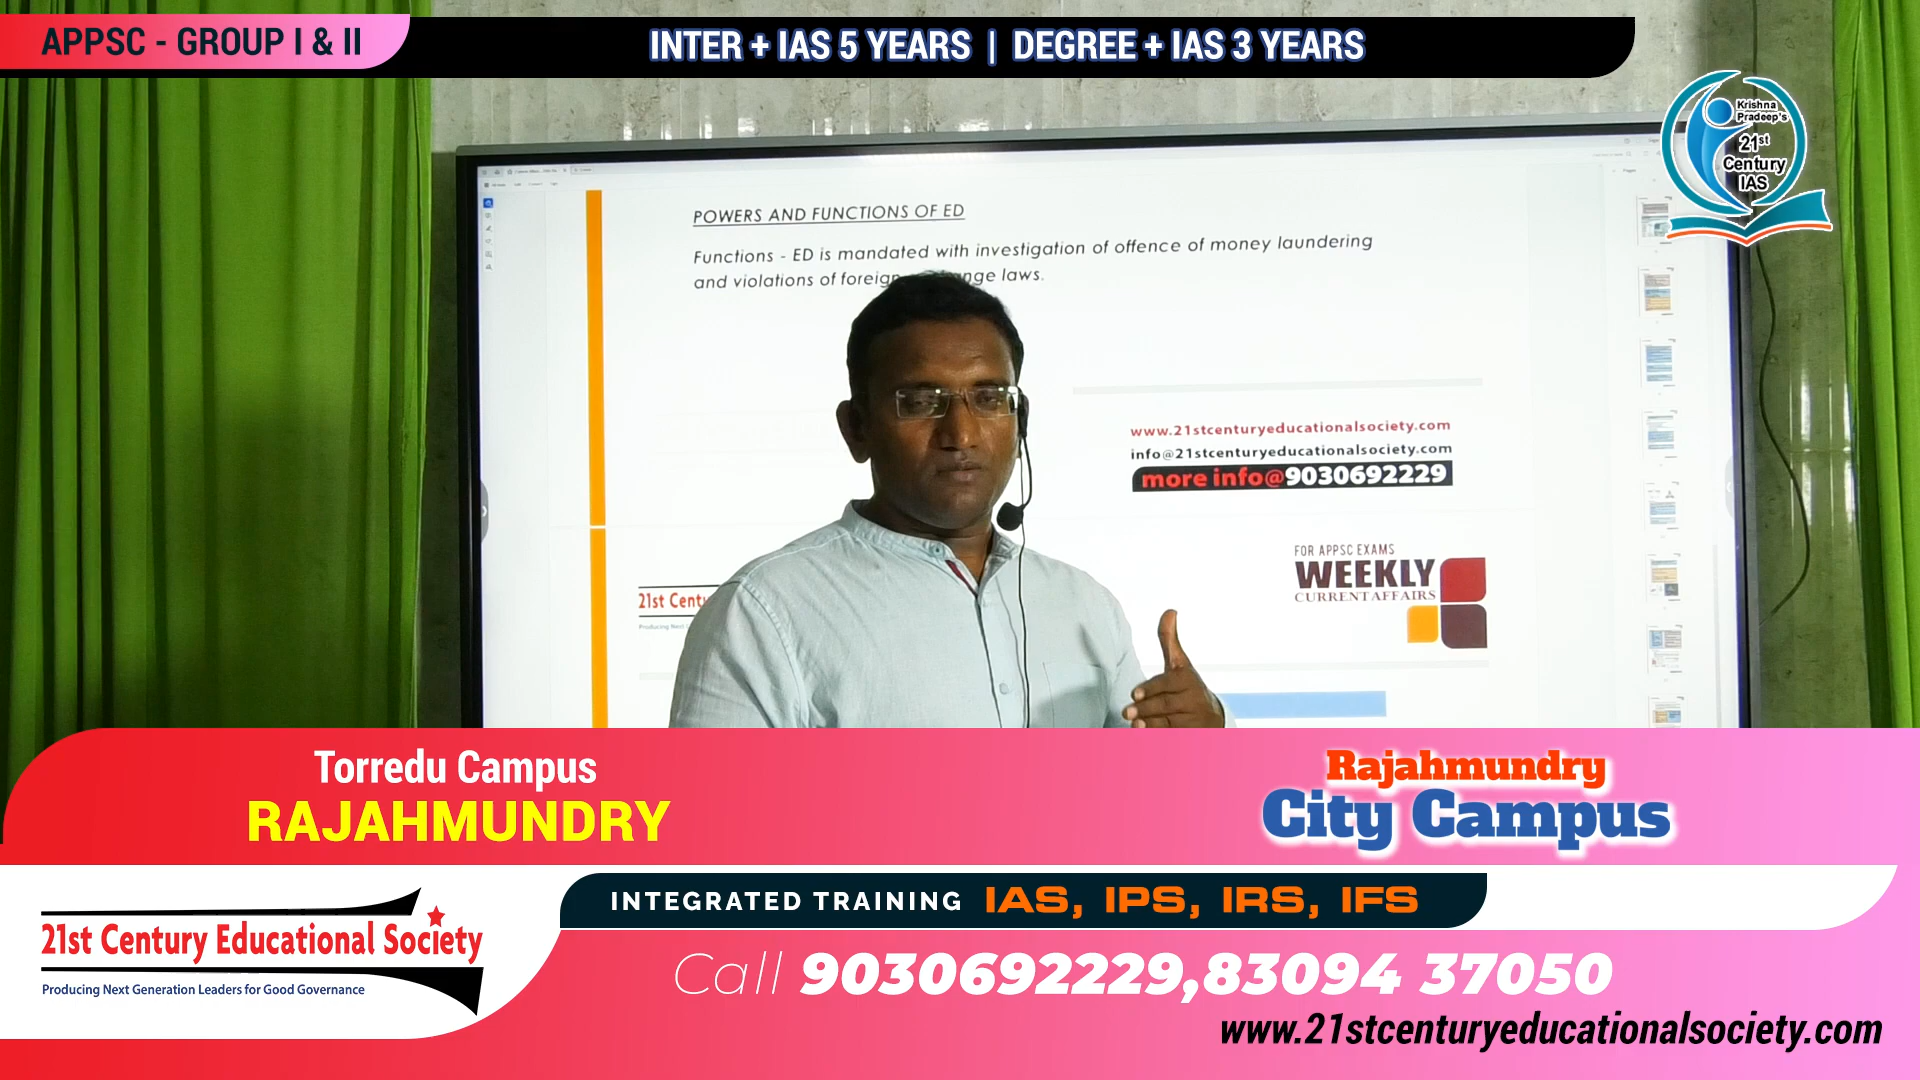 APPSC - GROUP I & II
INTER + IAS 5 YEARS | DEGREE + IAS 3 YEARS
Krishna
Pradeep's
21st
Century
IAS
POWERS AND FUNCTIONS OF ED
Functions - ED is mandated with investigation of offence of money laundering
and violations of foreign nge laws.
www.21stcenturyeducationalsociety.com
info@21stcenturyeducationalsociety.com
more info@9030692229
FOR APPSC EXAMS
WEEKLY
CURRENT AFFAIRS
21st Centu
Producing Next
Torredu Campus
RAJAHMUNDRY
Rajahmundry
City Campus
INTEGRATED TRAINING IAS, IPS, IRS, IFS
21st Century Educational Society
Producing Next Generation Leaders for Good Governance
Call 9030692229,83094 37050
www.21stcenturyeducationalsociety.com